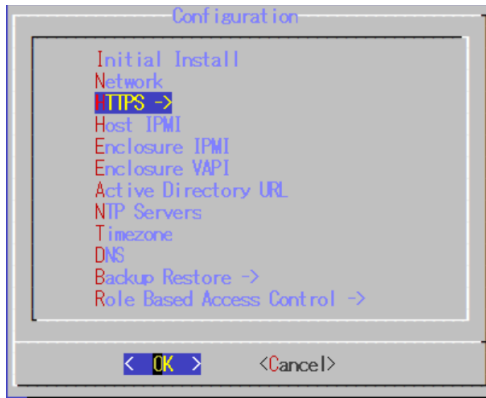 Configuration
Initial Install
Network
HTTPS ->
Host IPMI
Enclosure IPMI
Enclosure VAPI
Active Directory URL
NTP Servers
Timezone
DNS
Backup Restore ->
Role Based Access Control ->
< OK > <Cancel>